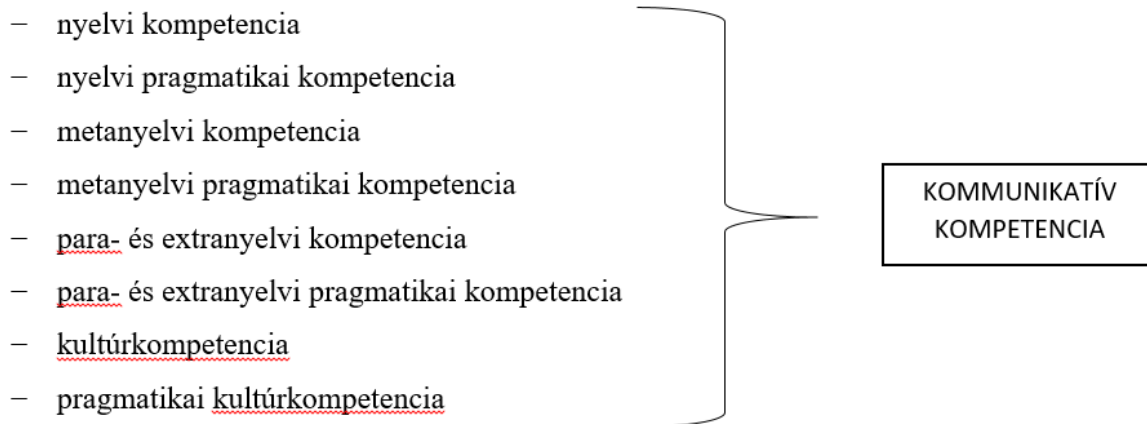 – nyelvi kompetencia
– nyelvi pragmatikai kompetencia
– metanyelvi kompetencia
– metanyelvi pragmatikai kompetencia
– para- és extranyelvi kompetencia
– para- és extranyelvi pragmatikai kompetencia
– kultúrkompetencia
– pragmatikai kultúrkompetencia
KOMMUNIKATÍV
KOMPETENCIA